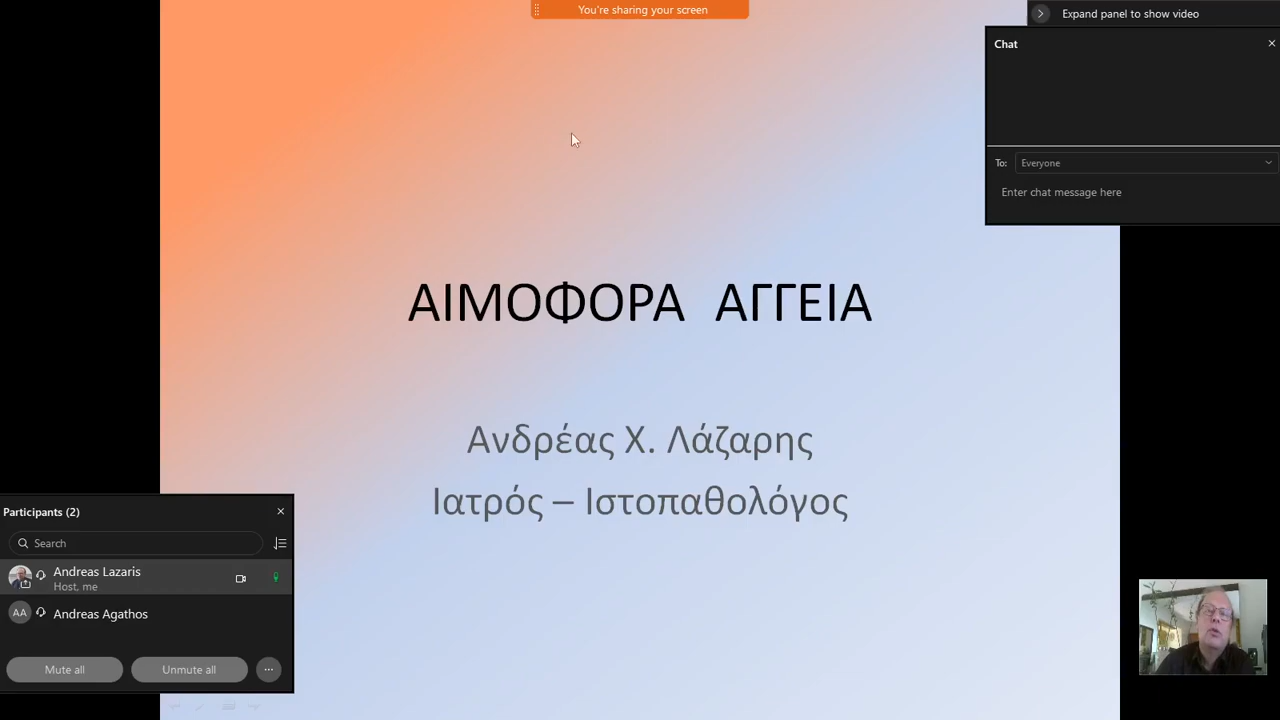 You're sharing your screen
Expand panel to show video
Chat
To: Everyone
Enter chat message here
ΑΙΜΟΦΟΡΑ ΑΓΓΕΙΑ
Ανδρέας Χ. Λάζαρης
Ιατρός – Ιστοπαθολόγος
Participants (2)
Search
Andreas Lazaris
Host, me
AA Andreas Agathos
Mute all Unmute all ...